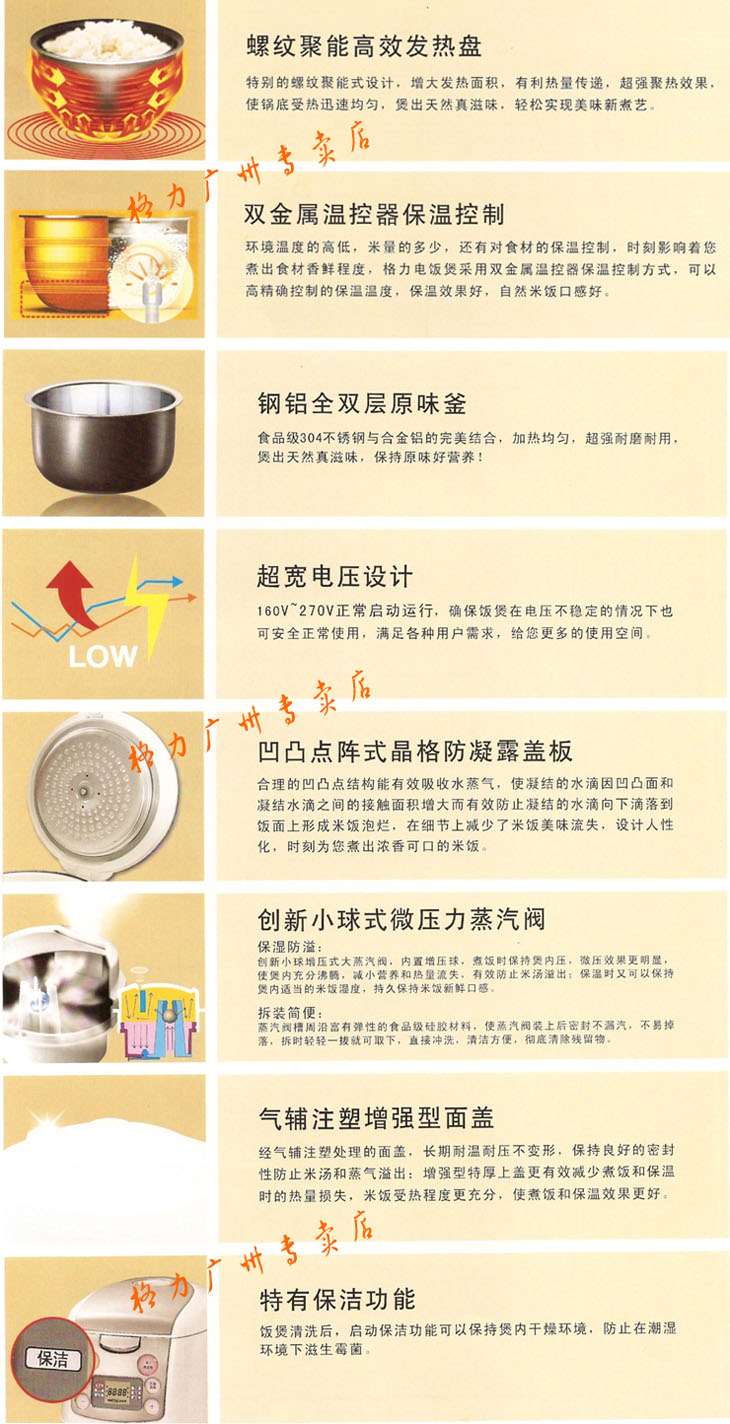 螺纹聚能高效发热盘
特别的螺纹聚能式设计，增大发热面积，有利热量传递，超强聚热效果，
使锅底受热迅速均匀，煲出天然真滋味，轻松实现美味新煮艺。
格力广州专卖店
双金属温控器保温控制
环境温度的高低，米量的多少，还有对食材的保温控制，时刻影响着您
煮出食材香鲜程度，格力电饭煲采用双金属温控器保温控制方式，可以
高精确控制的保温温度，保温效果好，自然米饭口感好。
钢铝全双层原味釜
食品级304不锈钢与合金铝的完美结合，加热均匀，超强耐磨耐用，
煲出天然真滋味，保持原味好营养！
超宽电压设计
160V~270V正常启动运行，确保饭煲在电压不稳定的情况下也
可安全正常使用，满足各种用户需求，给您更多的使用空间。
LOW
格力广州专卖店
凹凸点阵式晶格防凝露盖板
合理的凹凸点结构能有效吸收水蒸气，使凝结的水滴因凹凸面和
凝结水滴之间的接触面积增大而有效防止凝结的水滴向下滴落到
饭面上形成米饭泡烂，在细节上减少了米饭美味流失，设计人性
化，时刻为您煮出浓香可口的米饭。
创新小球式微压力蒸汽阀
保湿防溢：
创新小球增压式大蒸汽阀，内置增压球，煮饭时保持煲内压，微压效果更明显，
使煲内充分沸腾，减小营养和热量流失，有效防止米汤溢出；保温时又可以保持
煲内适当的米饭湿度，持久保持米饭新鲜口感。
拆装简便：
蒸汽阀槽周沿富有弹性的食品级硅胶材料，使蒸汽阀装上后密封不漏汽，不易掉
落，拆时轻轻一拔就可取下，直接冲洗，清洁方便，彻底清除残留物。
气辅注塑增强型面盖
经气辅注塑处理的面盖，长期耐温耐压不变形，保持良好的密封
性防止米汤和蒸气溢出；增强型特厚上盖更有效减少煮饭和保温
时的热量损失，米饭受热程度更充分，使煮饭和保温效果更好。
格力广州专卖店
特有保洁功能
饭煲清洗后，启动保洁功能可以保持煲内干燥环境，防止在潮湿
环境下滋生霉菌。
保洁